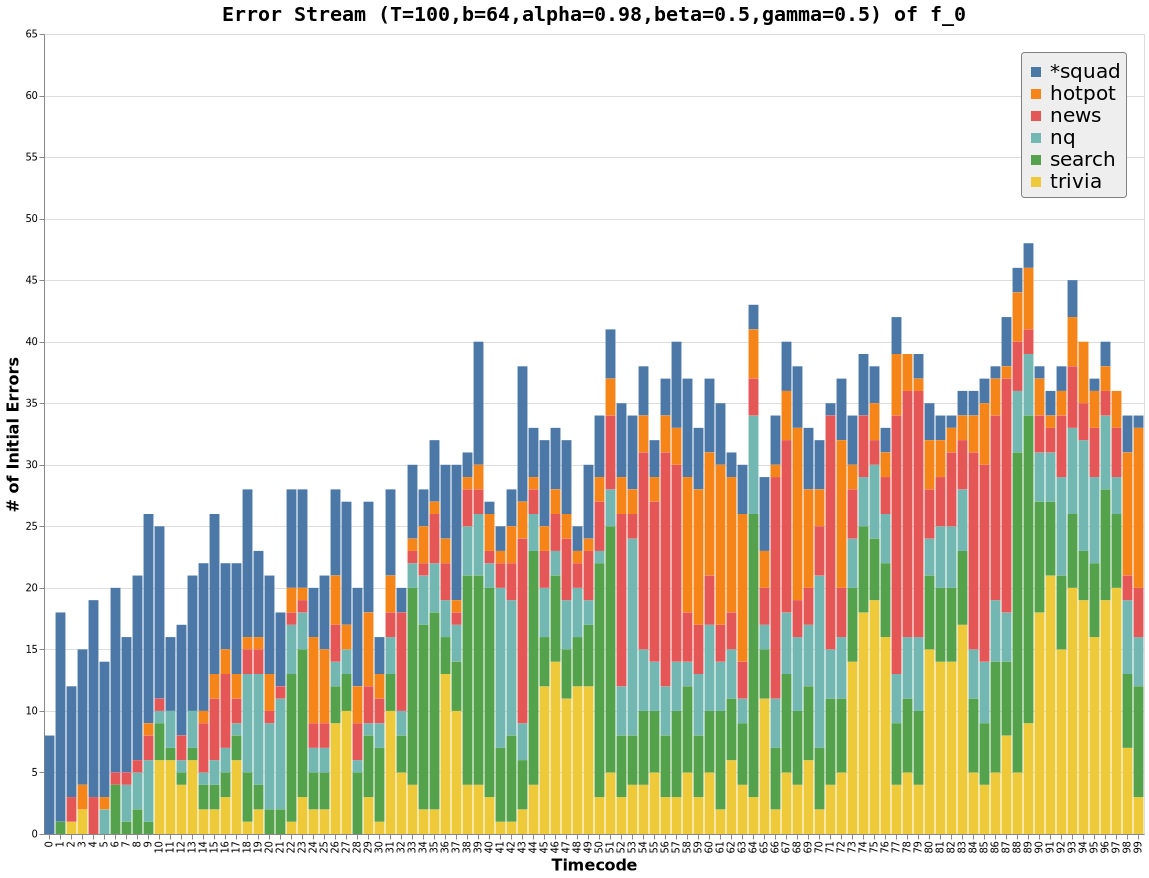 Error Stream (T=100,b=64,alpha=0.98,beta=0.5,gamma=0.5) of f_0
65
60
55
50
45
40
35
30
25
20
15
10
5
0
# of Initial Errors
*squad
hotpot
news
nq
search
trivia
0 1 2 3 4 5 6 7 8 9 10 11 12 13 14 15 16 17 18 19 20 21 22 23 24 25 26 27 28 29 30 31 32 33 34 35 36 37 38 39 40 41 42 43 44 45 46 47 48 49 50 51 52 53 54 55 56 57 58 59 60 61 62 63 64 65 66 67 68 69 70 71 72 73 74 75 76 77 78 79 80 81 82 83 84 85 86 87 88 89 90 91 92 93 94 95 96 97 98 99
Timecode